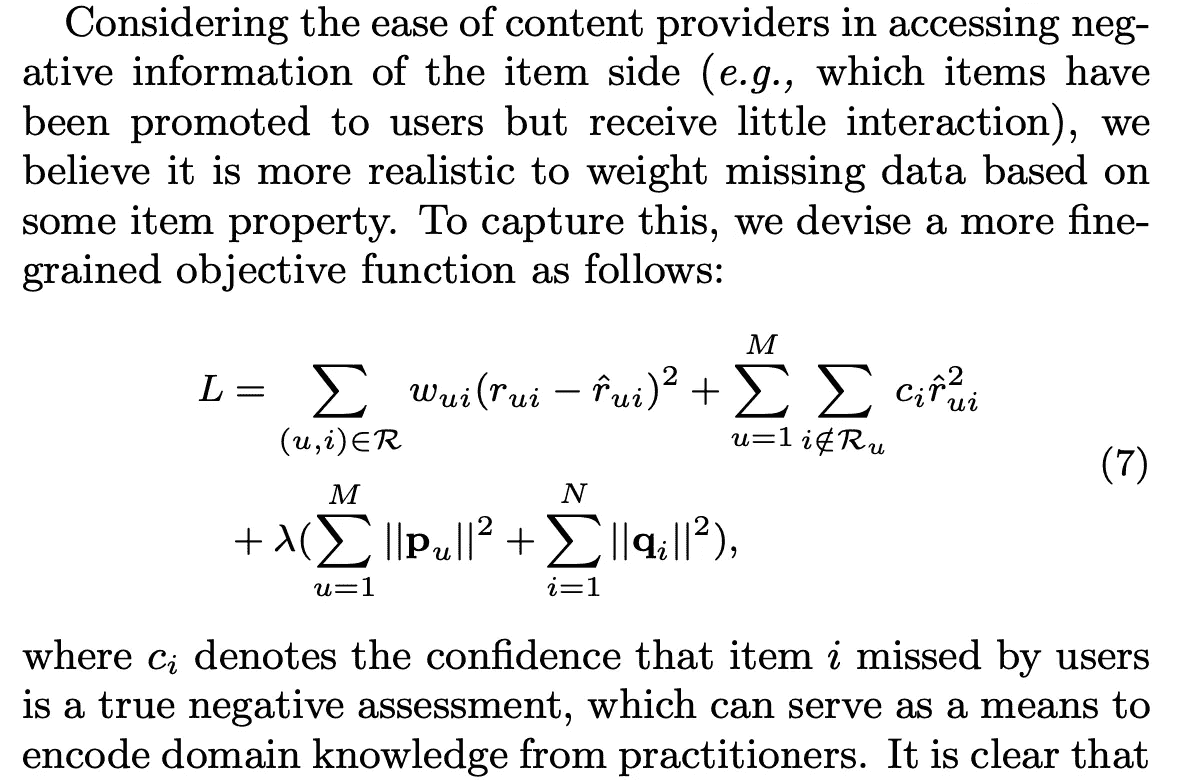 Considering the ease of content providers in accessing neg-
ative information of the item side (e.g., which items have
been promoted to users but receive little interaction), we
believe it is more realistic to weight missing data based on
some item property. To capture this, we devise a more fine-
grained objective function as follows:
L = \sum_{(u,i)\in\mathcal{R}} w_{ui}(r_{ui} - \hat{r}_{ui})^2 + \sum_{u=1}^{M} \sum_{i\notin\mathcal{R}_u} c_i \hat{r}_{ui}^2
+ \lambda(\sum_{u=1}^{M} ||\mathbf{p}_u||^2 + \sum_{i=1}^{N} ||\mathbf{q}_i||^2), (7)
where c_i denotes the confidence that item i missed by users
is a true negative assessment, which can serve as a means to
encode domain knowledge from practitioners. It is clear that